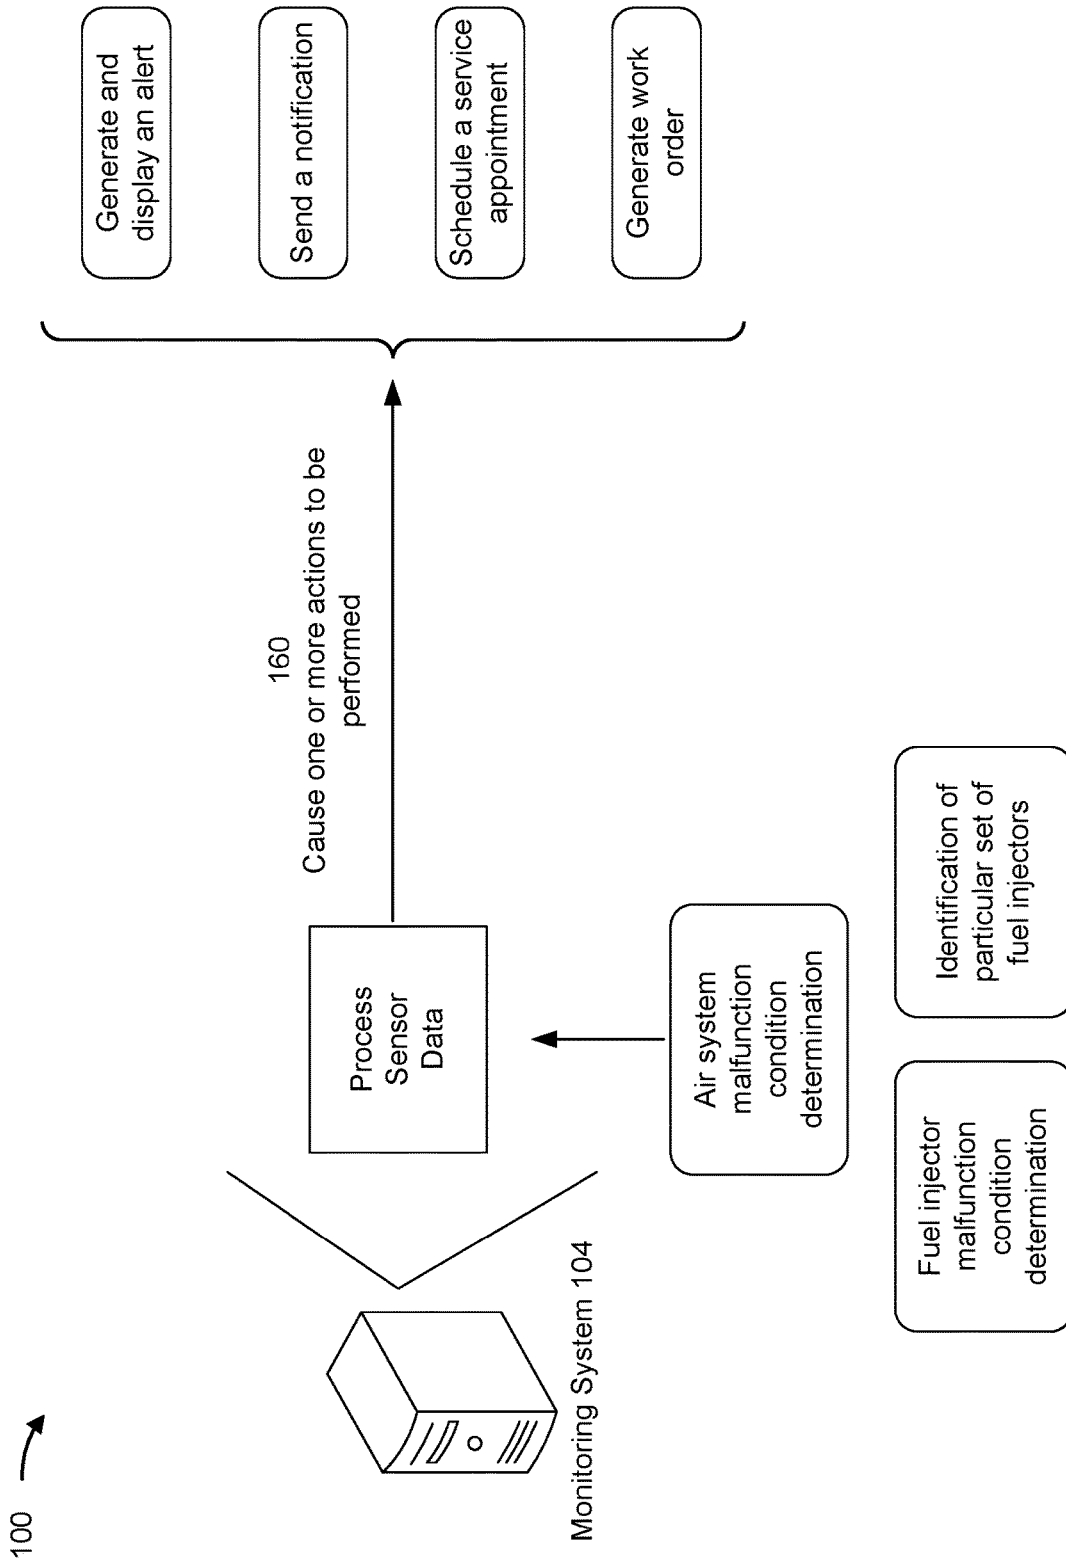 100
Monitoring System 104
Process
Sensor
Data
160
Cause one or more actions to be
performed
Generate and
display an alert
Send a notification
Schedule a service
appointment
Generate work
order
Air system
malfunction
condition
determination
Fuel injector
malfunction
condition
determination
Identification of
particular set of
fuel injectors